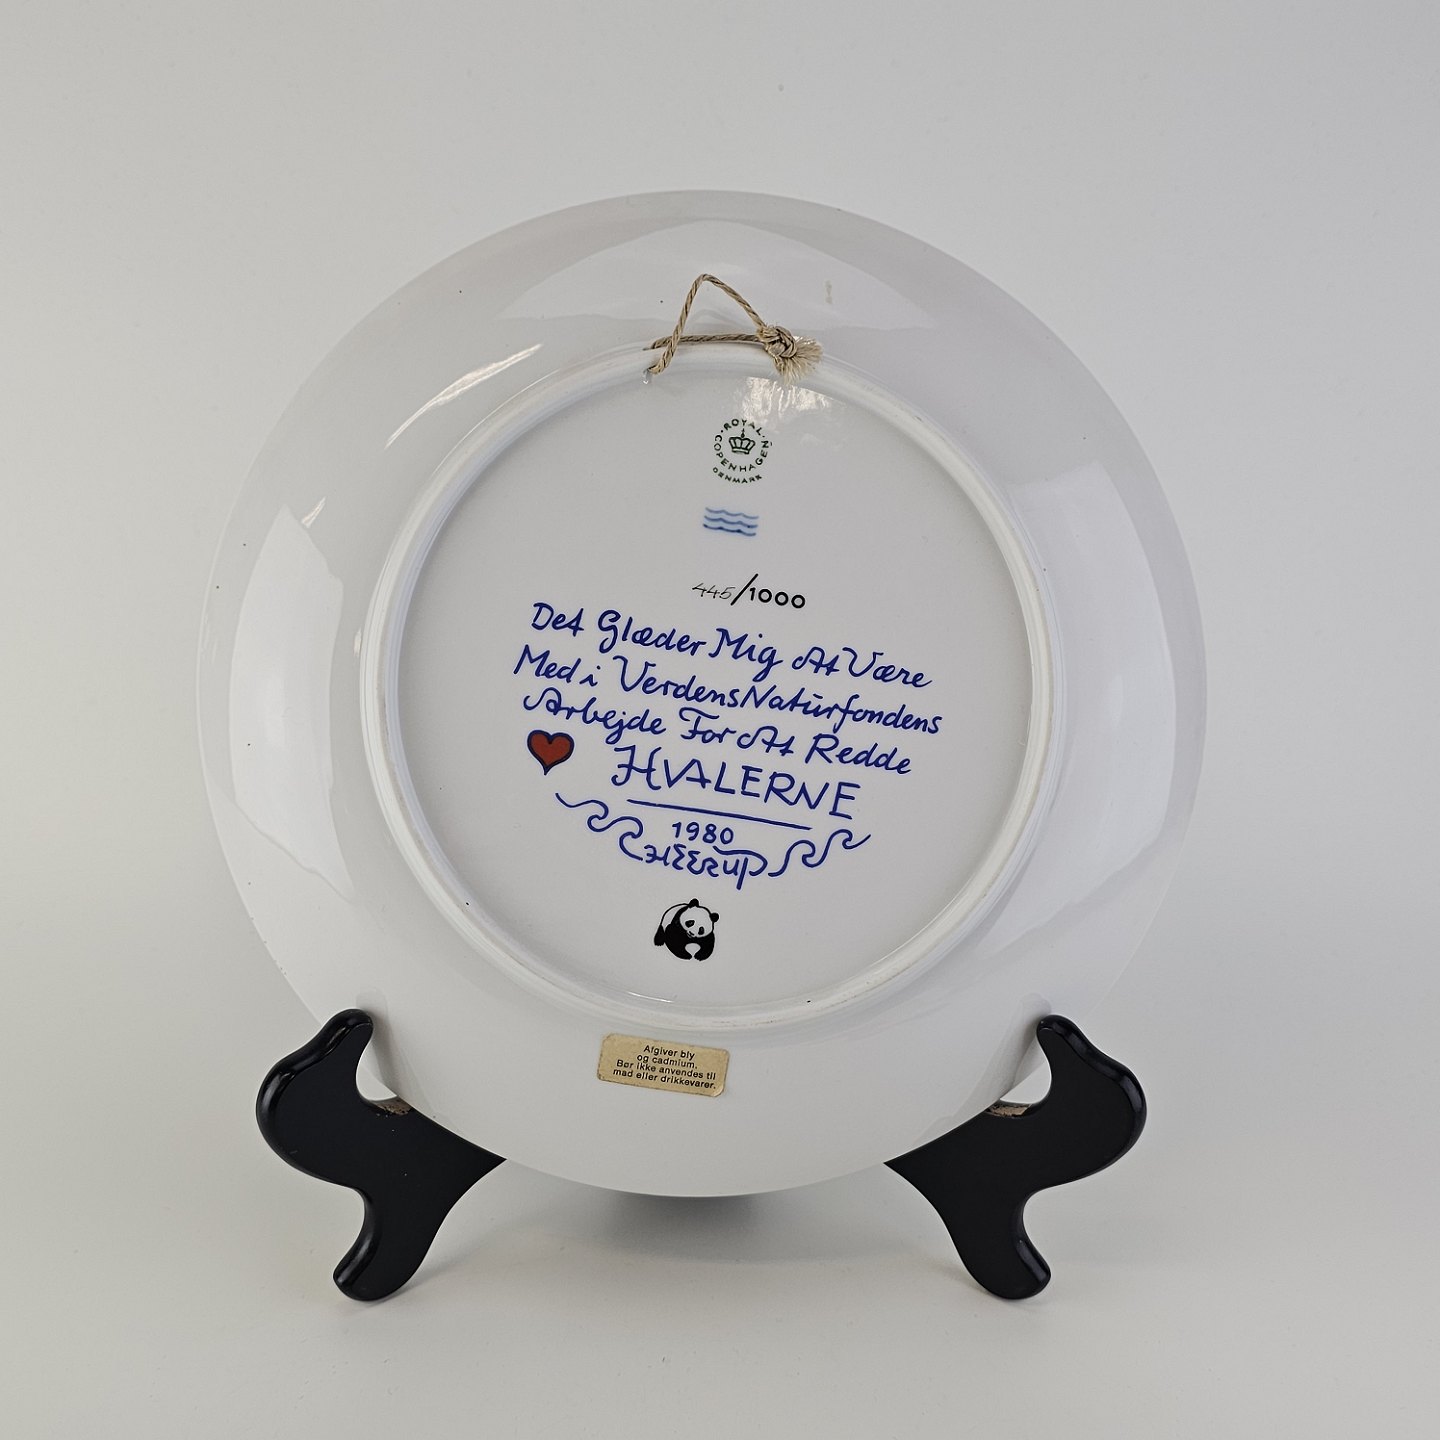 ROYAL
COPENHAGEN
DENMARK
445/1000
Det Glæder Mig At Være
Med i Verdens Naturfondens
Arbejde For At Redde
HVALERNE
1980
HEERUP
Afgiver bly
og cadmium.
Bør ikke anvendes til
mad eller drikkevarer.